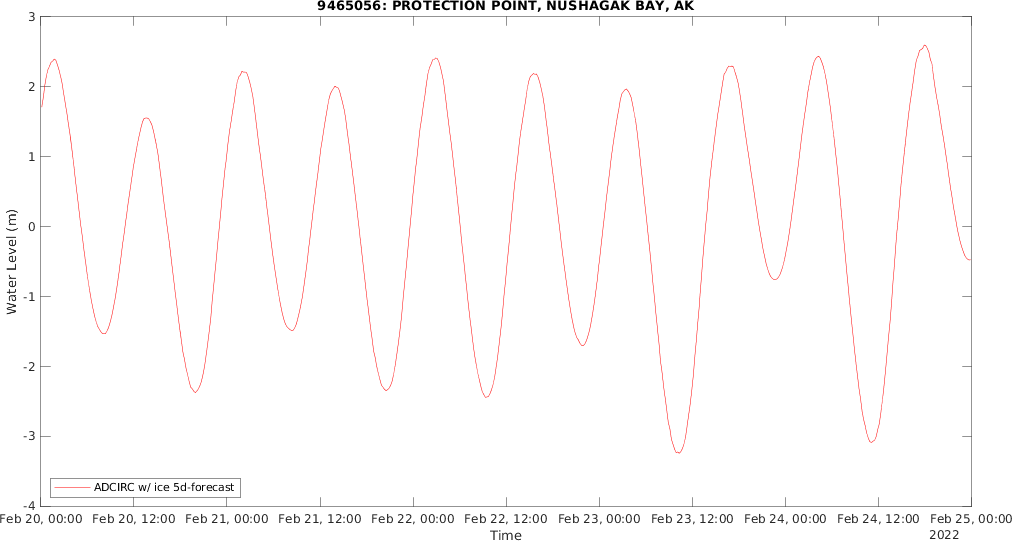 9465056: PROTECTION POINT, NUSHAGAK BAY, AK
3
2
1
0
-1
-2
-3
-4
Water Level (m)
ADCIRC w/ ice 5d-forecast
Feb 20, 00:00 Feb 20, 12:00 Feb 21, 00:00 Feb 21, 12:00 Feb 22, 00:00 Feb 22, 12:00 Feb 23, 00:00 Feb 23, 12:00 Feb 24, 00:00 Feb 24, 12:00 Feb 25, 00:00
Time
2022